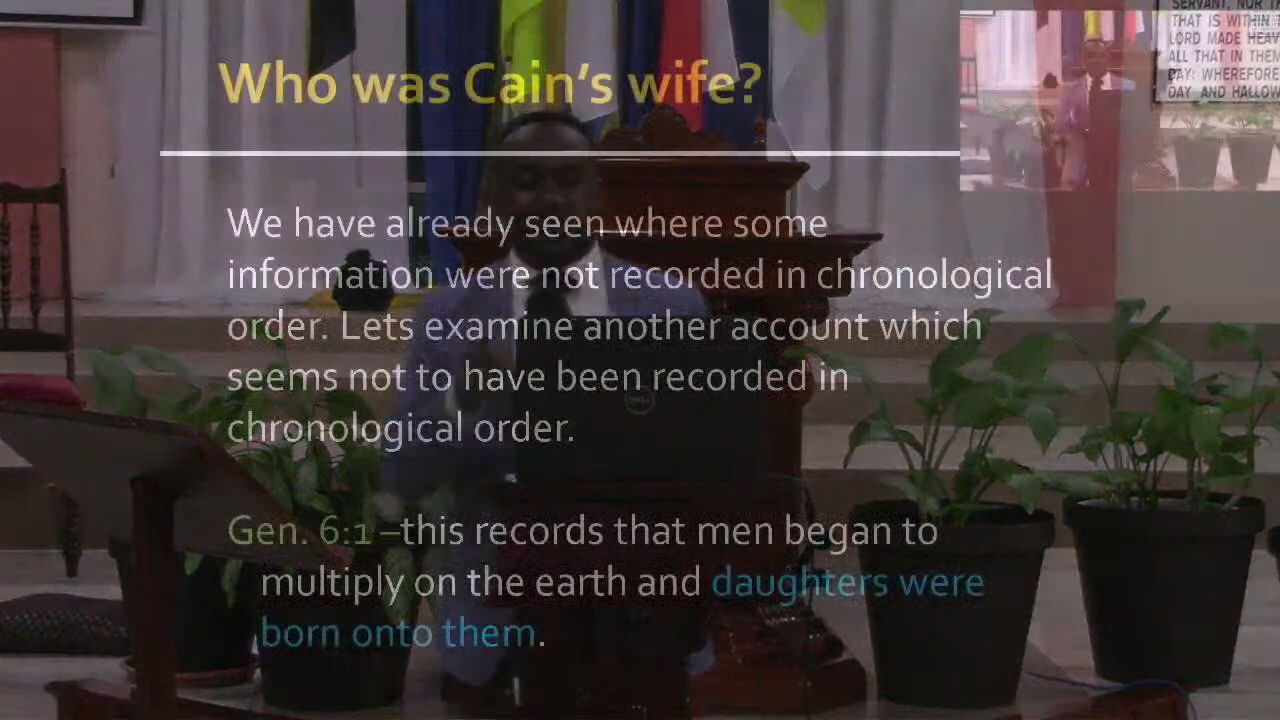 Who was Cain's wife?
We have already seen where some
information were not recorded in chronological
order. Lets examine another account which
seems not to have been recorded in
chronological order.
Gen. 6:1 –this records that men began to
multiply on the earth and daughters were
born onto them.
SERVANT, NOR
THAT IS WITHIN
LORD MADE HEAV
ALL THAT IN THEM
DAY: WHEREFORE
DAY AND HALLOW
DELL